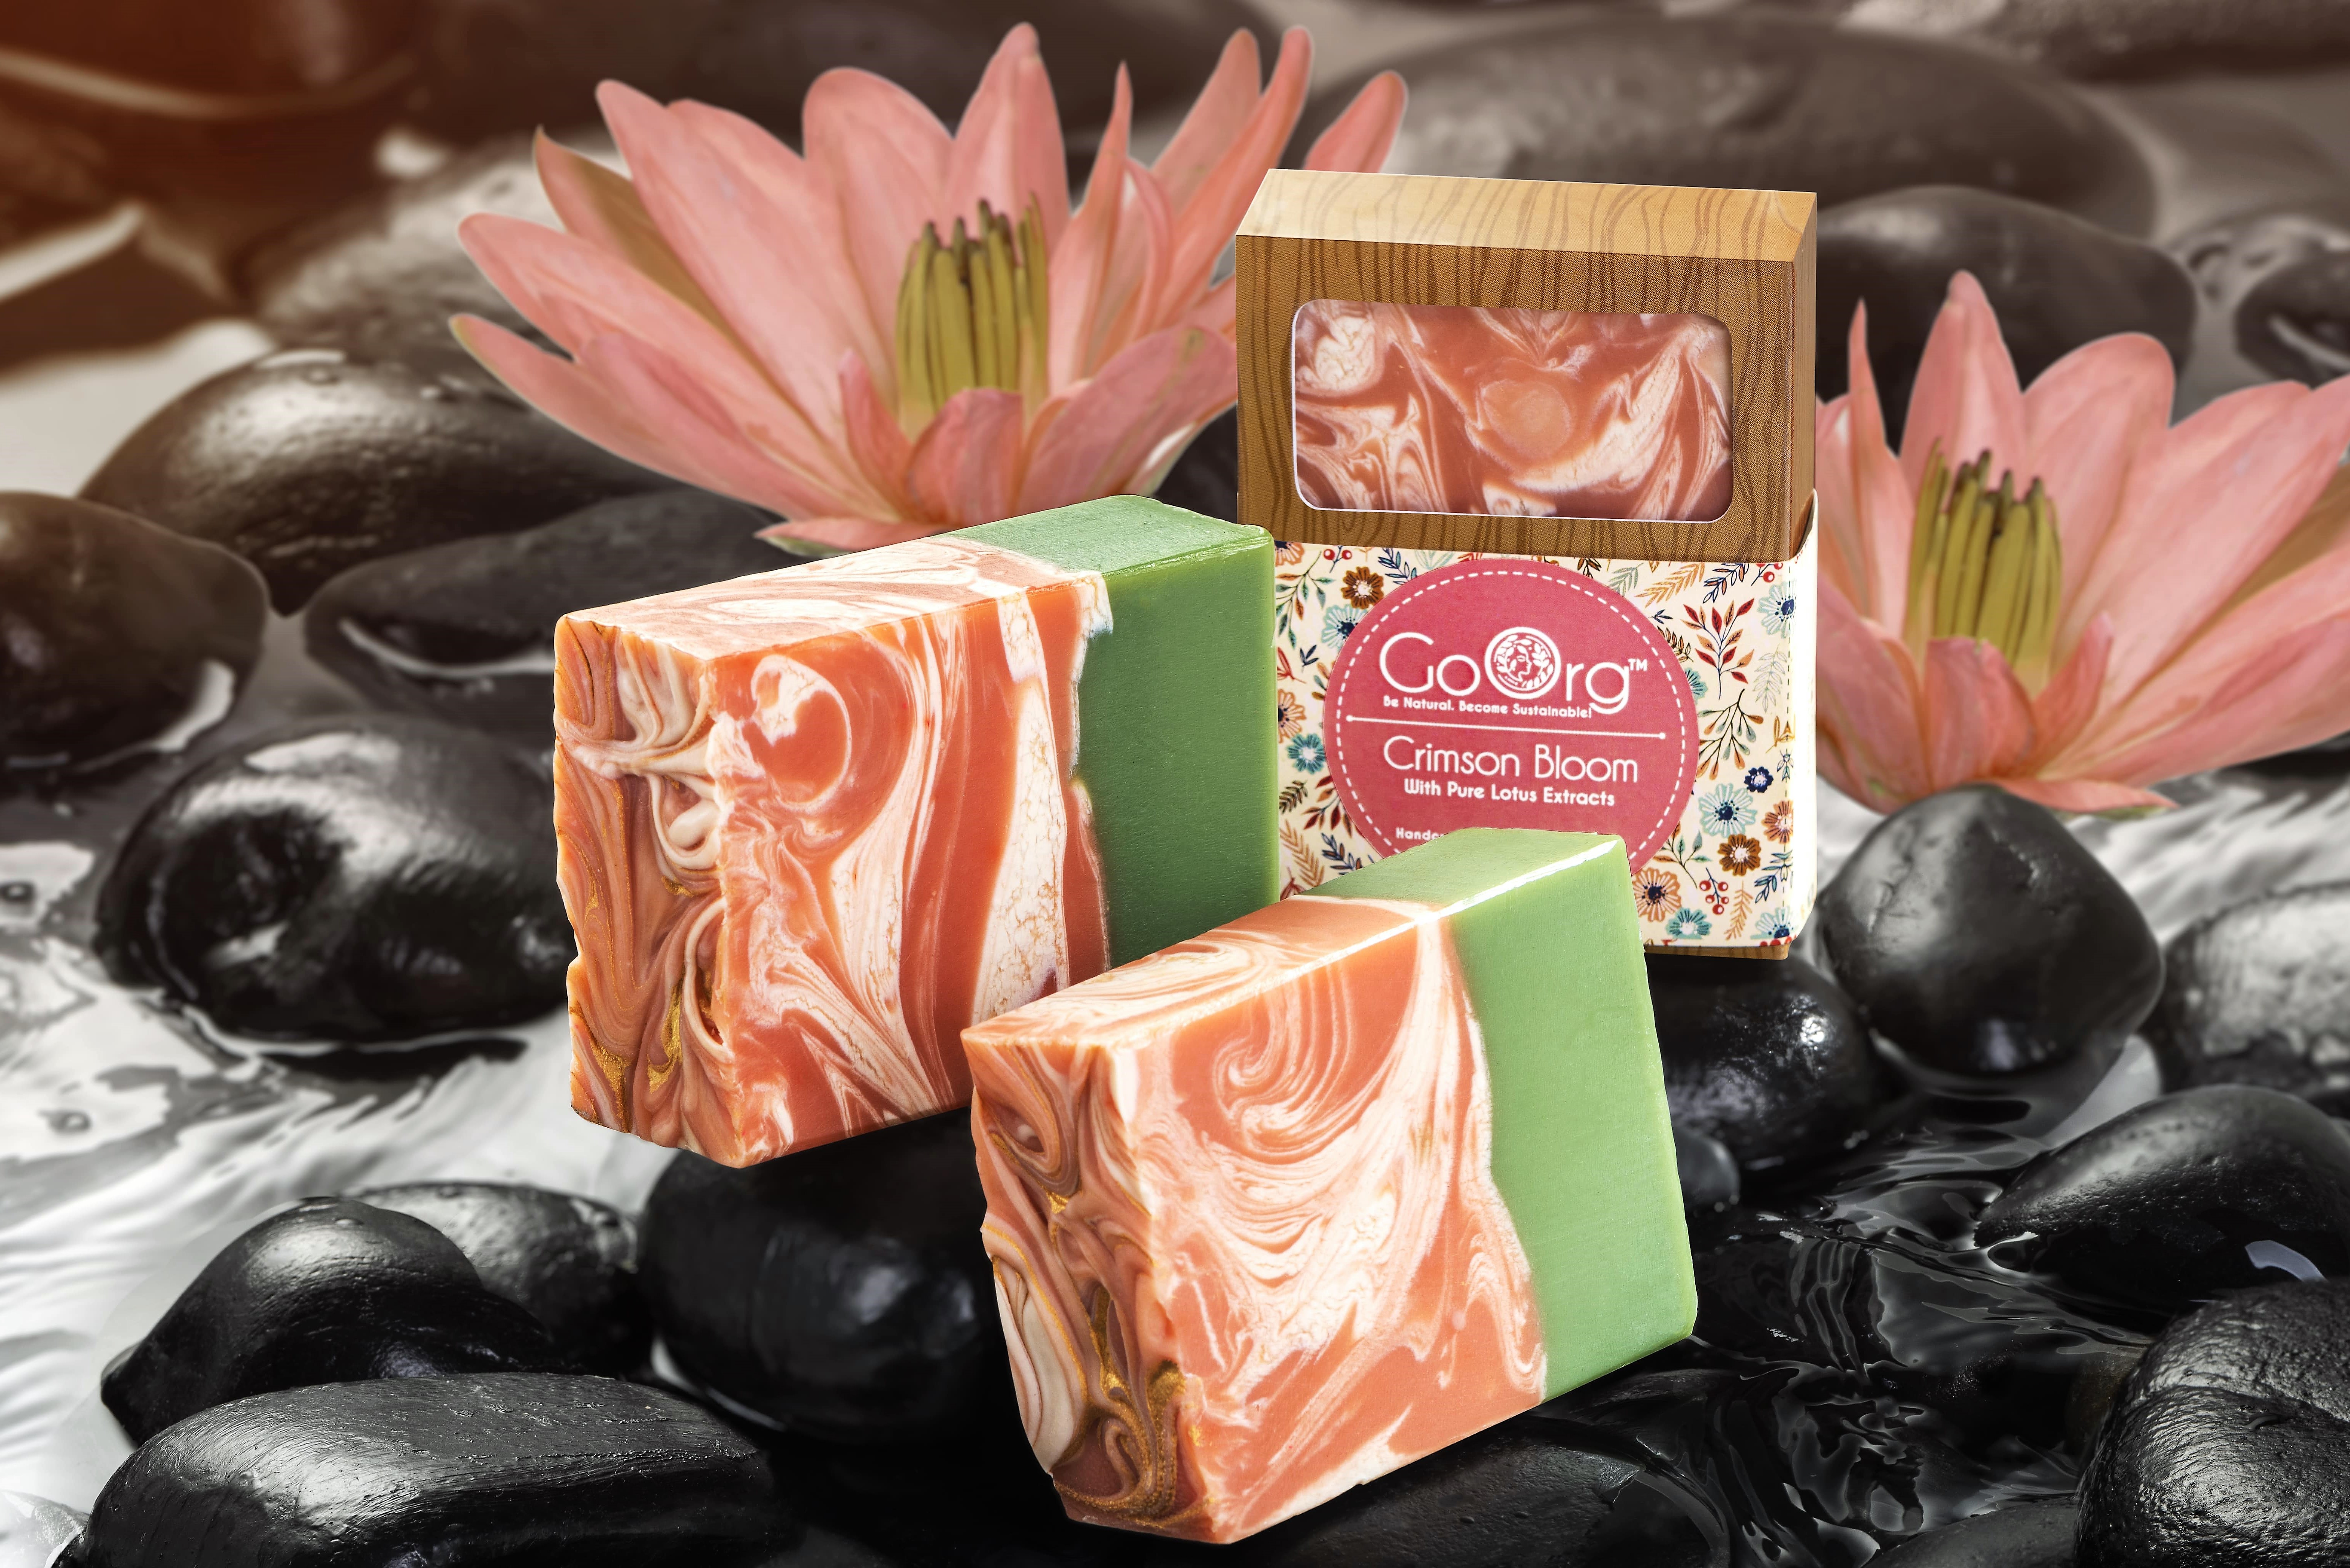 GoOrg™
Be Natural. Become Sustainable!
Crimson Bloom
With Pure Lotus Extracts